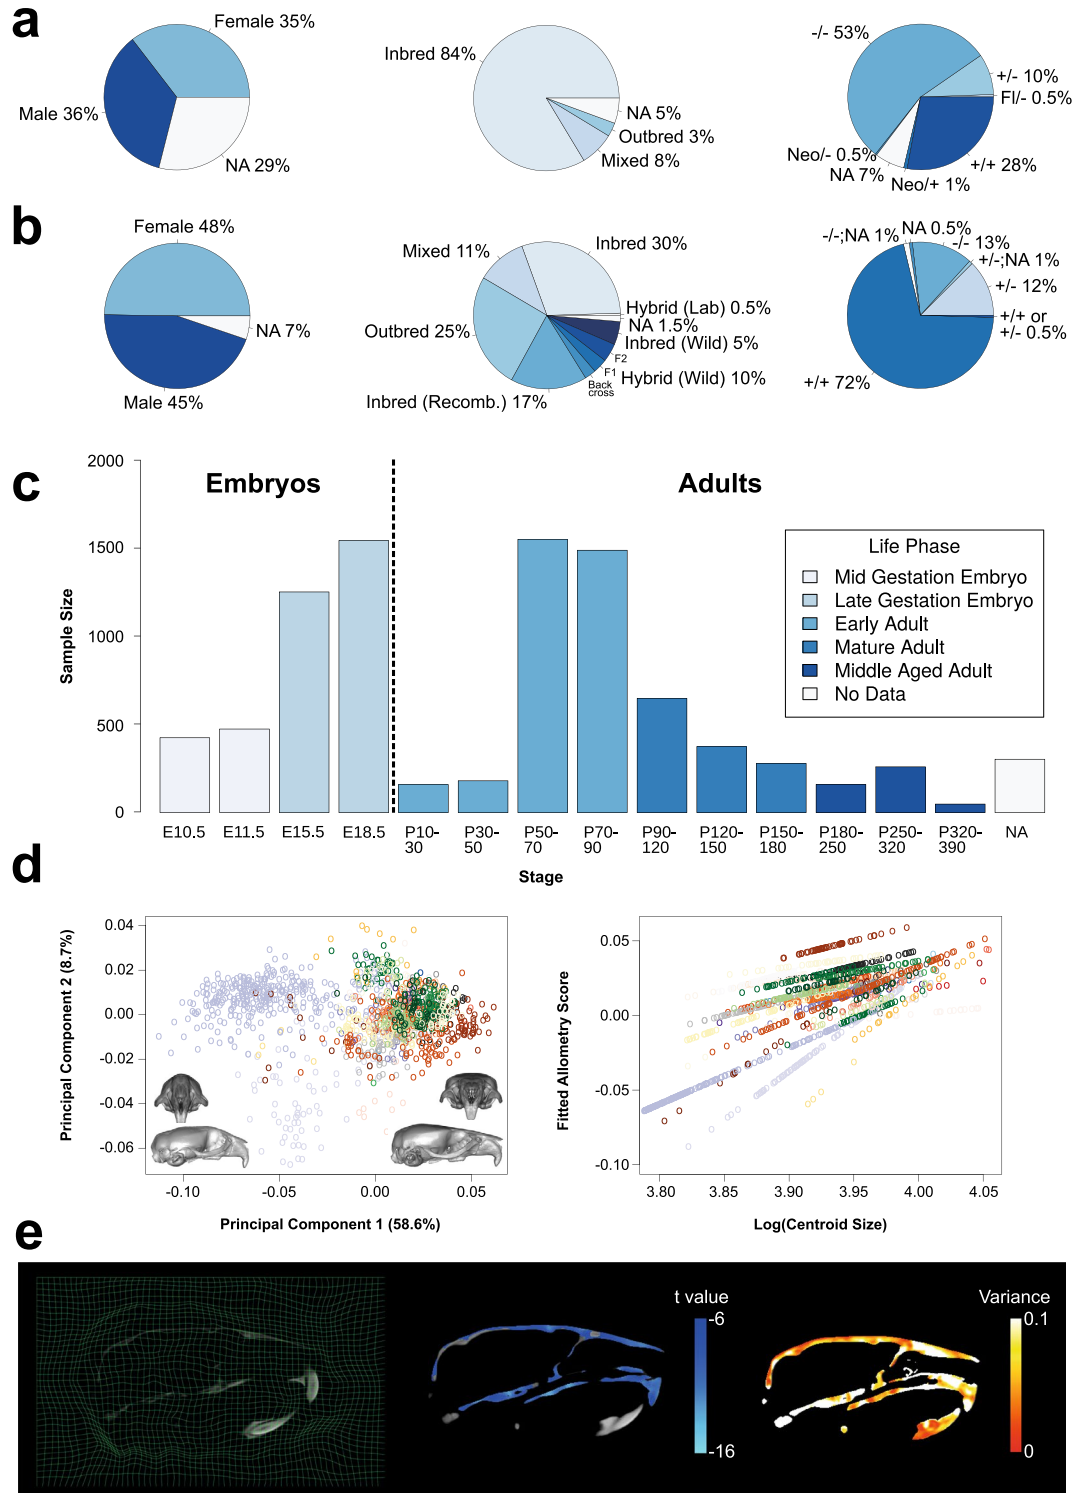 a
Female 35%
Male 36%
NA 29%
Inbred 84%
NA 5%
Outbred 3%
Mixed 8%
-/- 53%
+/- 10%
Fl/- 0.5%
+/+ 28%
Neo/+ 1%
NA 7%
Neo/- 0.5%
b
Female 48%
NA 7%
Male 45%
Mixed 11%
Inbred 30%
Hybrid (Lab) 0.5%
NA 1.5%
Inbred (Wild) 5%
F2
F1
Hybrid (Wild) 10%
Back
cross
Outbred 25%
Inbred (Recomb.) 17%
-/-;NA 1%
NA 0.5%
-/- 13%
+/-;NA 1%
+/- 12%
+/+ or
+/- 0.5%
+/+ 72%
c
Embryos
Adults
Sample Size
2000
1500
1000
500
0
Life Phase
Mid Gestation Embryo
Late Gestation Embryo
Early Adult
Mature Adult
Middle Aged Adult
No Data
E10.5
E11.5
E15.5
E18.5
P10-
30
P30-
50
P50-
70
P70-
90
P90-
120
P120-
150
P150-
180
P180-
250
P250-
320
P320-
390
NA
Stage
d
Principal Component 2 (8.7%)
0.04
0.02
0.00
-0.02
-0.04
-0.06
-0.10
-0.05
0.00
0.05
Principal Component 1 (58.6%)
Fitted Allometry Score
0.05
0.00
-0.05
-0.10
3.80
3.85
3.90
3.95
4.00
4.05
Log(Centroid Size)
e
t value
-6
-16
Variance
0.1
0